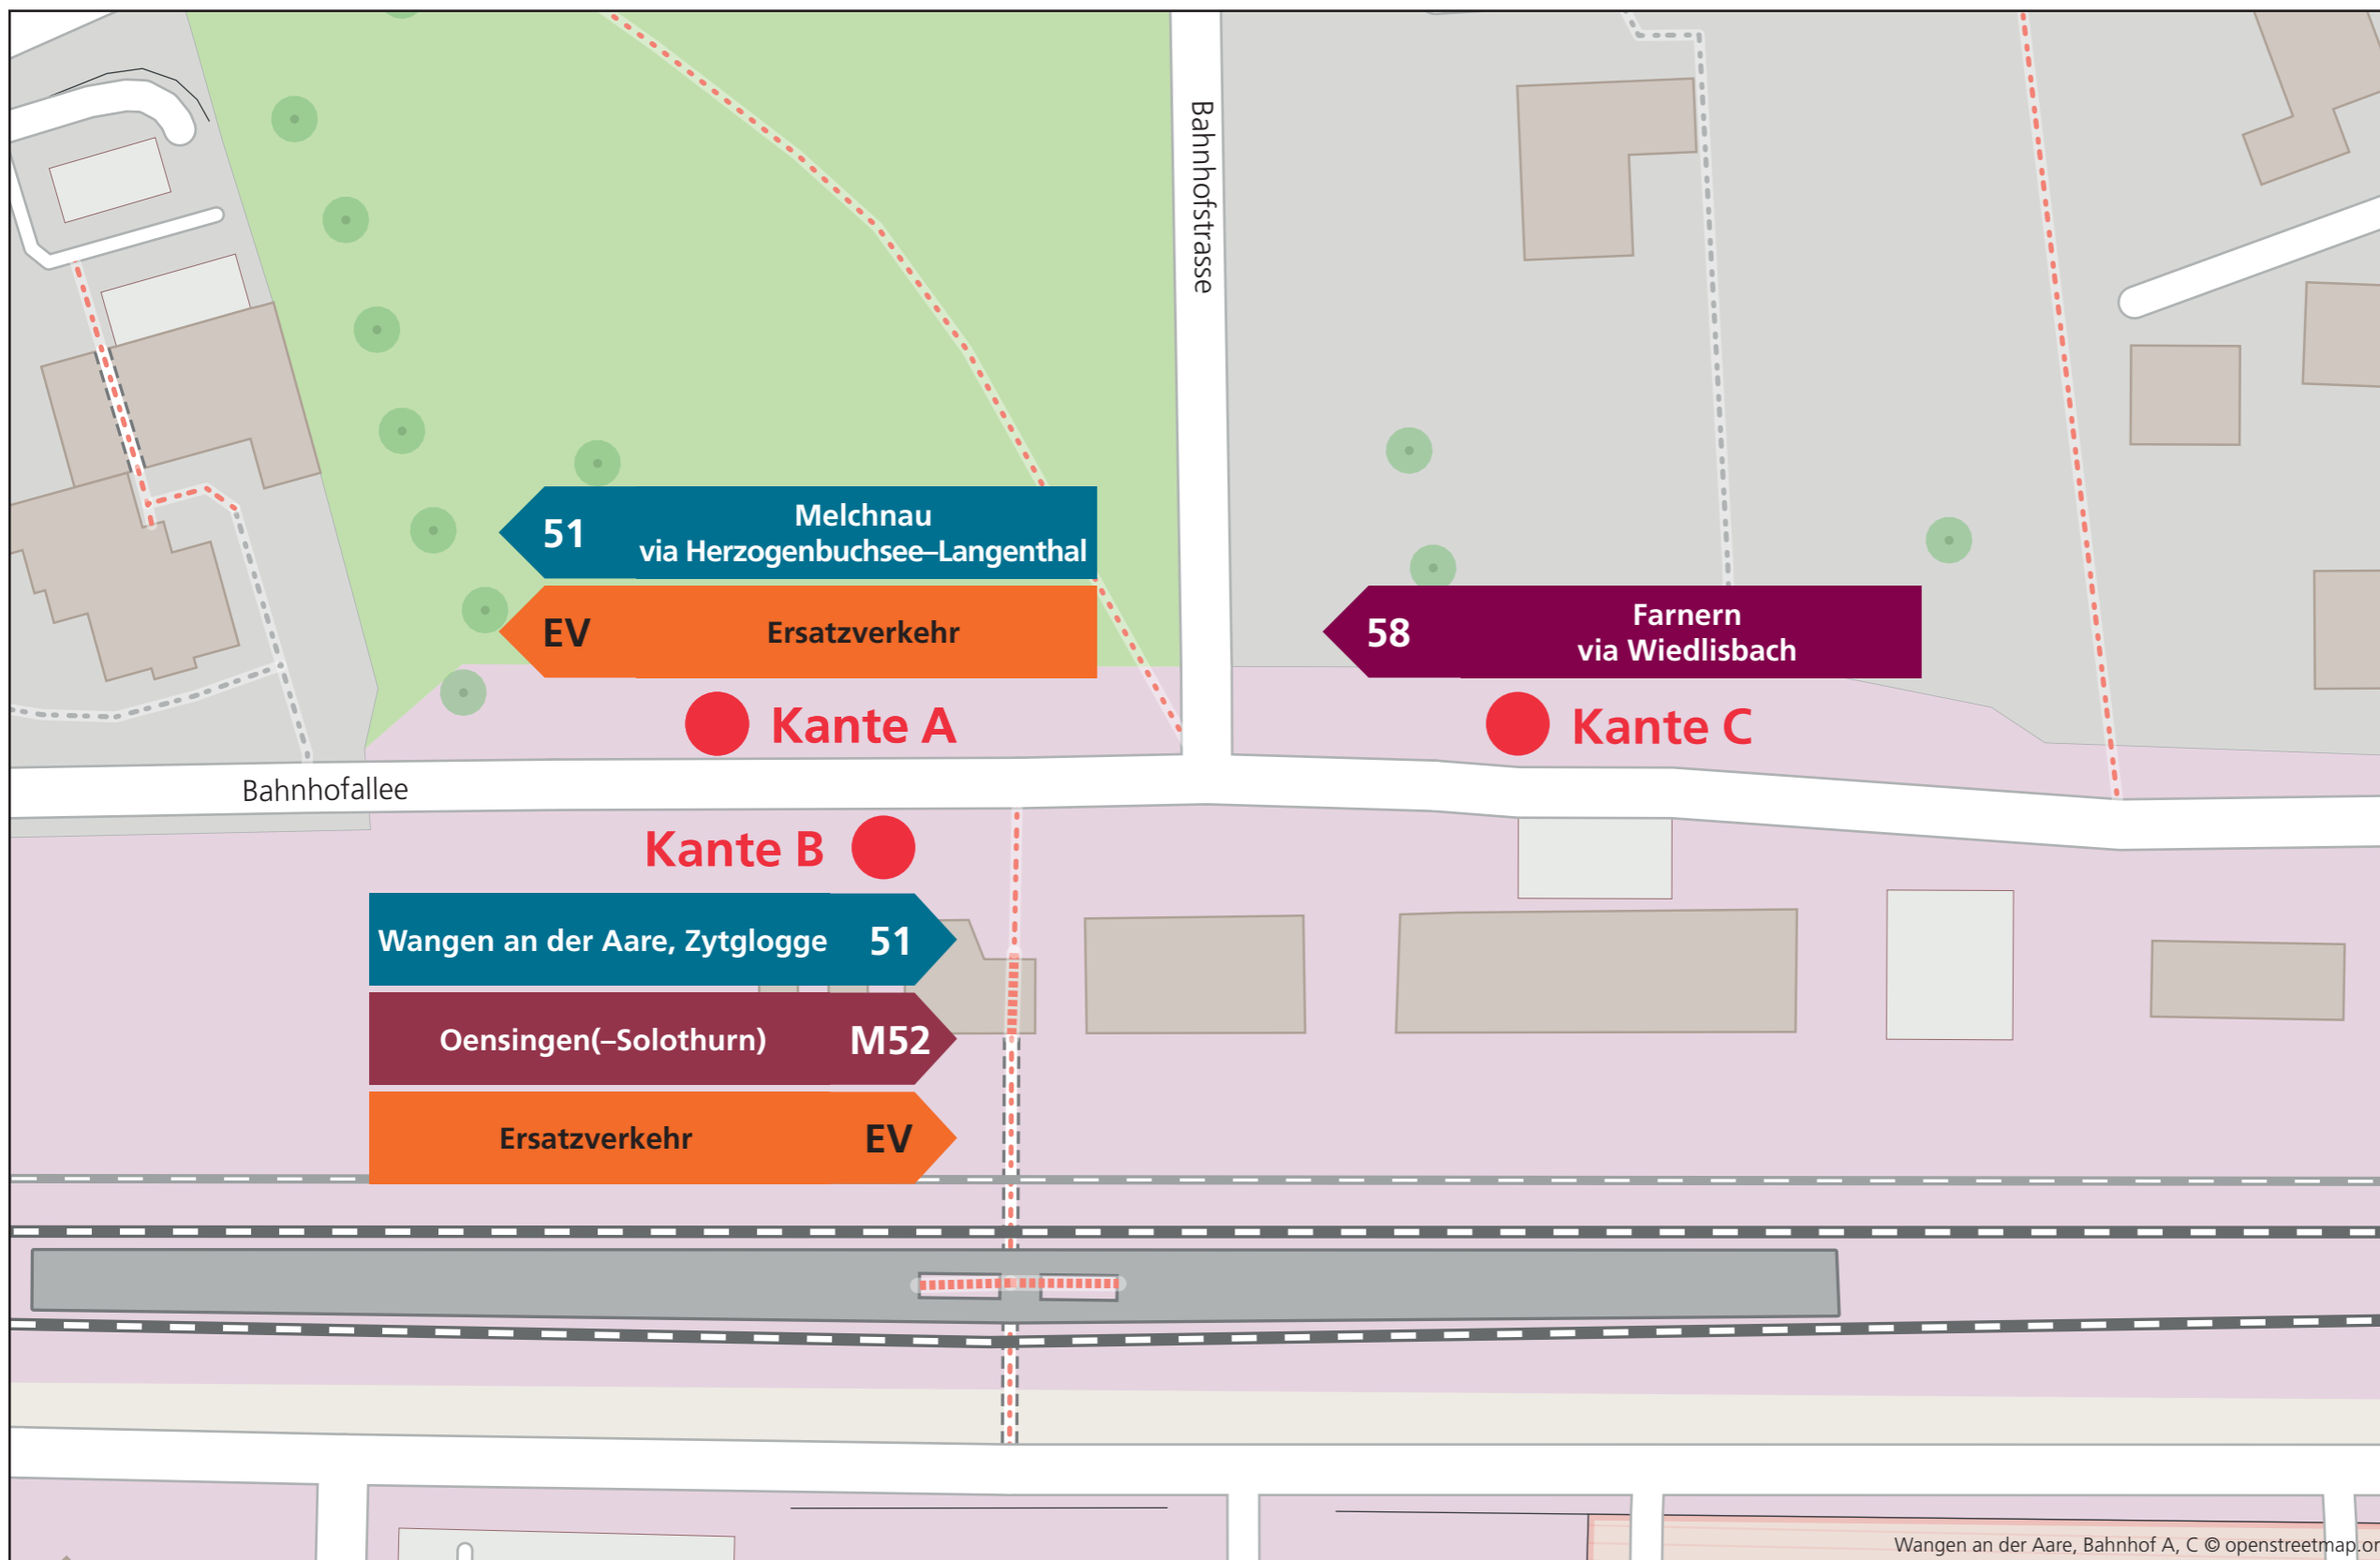 Bahnhofstrasse
51
Melchnau
via Herzogenbuchsee–Langenthal
EV Ersatzverkehr
58
Farnern
via Wiedlisbach
Kante A
Kante C
Bahnhofallee
Kante B
Wangen an der Aare, Zytglogge 51
Oensingen(–Solothurn) M52
Ersatzverkehr EV
Wangen an der Aare, Bahnhof A, C © openstreetmap.or